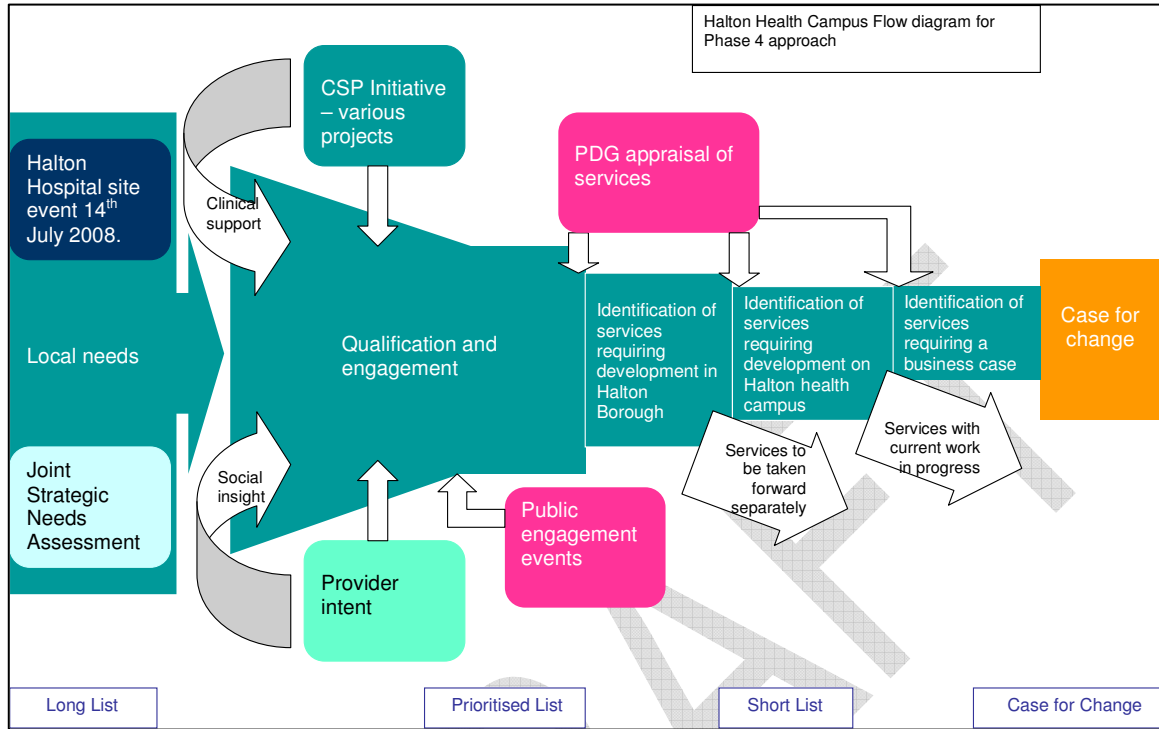 Halton Health Campus Flow diagram for
Phase 4 approach
CSP Initiative
– various
projects
PDG appraisal of
services
Halton
Hospital site
event 14th
July 2008.
Clinical
support
Local needs
Qualification and
engagement
Identification of
services
requiring
development in
Halton
Borough
Identification of
services
requiring
development on
Halton health
campus
Identification of
services
requiring a
business case
Case for
change
Services with
current work
in progress
Services to
be taken
forward
separately
Joint
Strategic
Needs
Assessment
Social
insight
Provider
intent
Public
engagement
events
Long List
Prioritised List
Short List
Case for Change